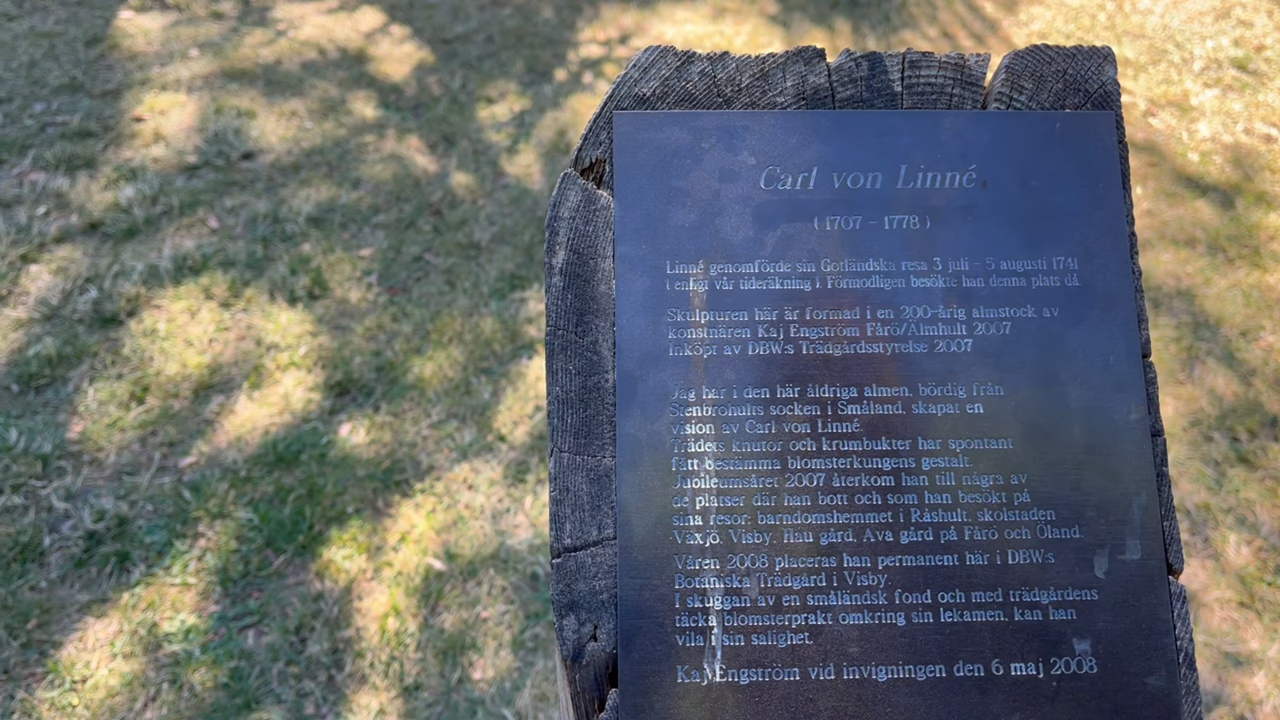 Carl von Linné
( 1707 - 1778 )
Linné genomförde sin Gotländska resa 3 juli - 5 augusti 1741
( enligt vår tideräkning ). Förmodligen besökte han denna plats då.
Skulpturen här är formad i en 200-årig almstock av
konstnären Kaj Engström Fårö/Älmhult 2007
Inköpt av DBW:s Trädgårdsstyrelse 2007
Jag har i den här åldriga almen, bördig från
Stenbrohults socken i Småland, skapat en
vision av Carl von Linné.
Trädets knutor och krumbukter har spontant
fått bestämma blomsterkungens gestalt.
Jubileumsåret 2007 återkom han till några av
de platser där han bott och som han besökt på
sina resor: barndomshemmet i Råshult, skolstaden
Växjö, Visby, Hau gård, Ava gård på Fårö och Öland.
Våren 2008 placeras han permanent här i DBW:s
Botaniska Trädgård i Visby.
I skuggan av en småländsk fond och med trädgårdens
täcka blomsterprakt omkring sin lekamen, kan han
vila i sin salighet.
Kaj Engström vid invigningen den 6 maj 2008